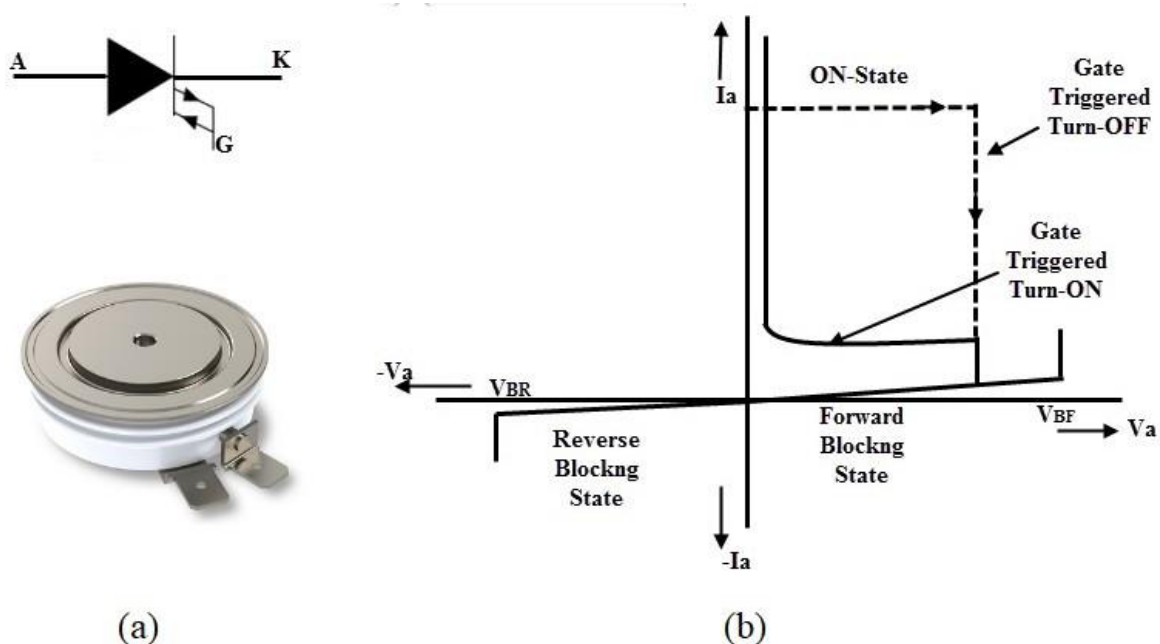 A
K
G
Ia
ON-State
Gate
Triggered
Turn-OFF
Gate
Triggered
Turn-ON
-Va
VBR
VBF
Va
Reverse
Blockng
State
Forward
Blockng
State
-Ia
(a)
(b)